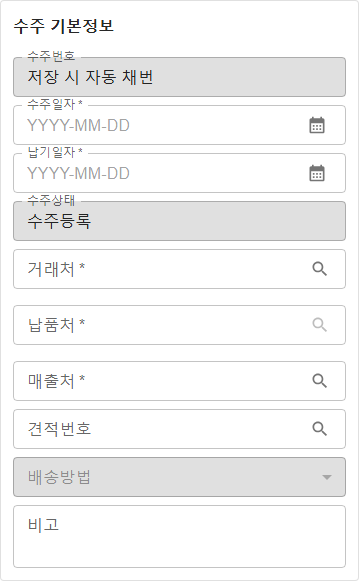 수주 기본정보
수주번호
저장 시 자동 채번
수주일자 *
YYYY-MM-DD
납기일자 *
YYYY-MM-DD
수주상태
수주등록
거래처 *
납품처 *
매출처 *
견적번호
배송방법
비고